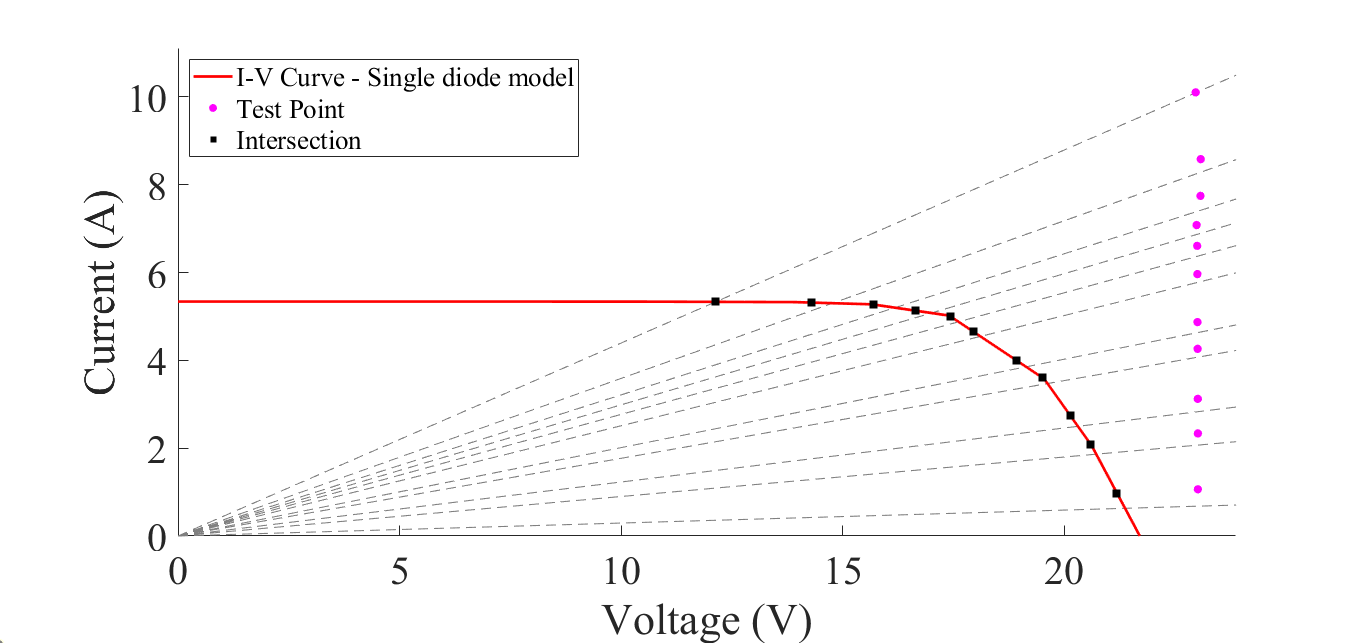 I-V Curve - Single diode model
Test Point
Intersection
10
8
6
4
2
0
Current (A)
0 5 10 15 20
Voltage (V)